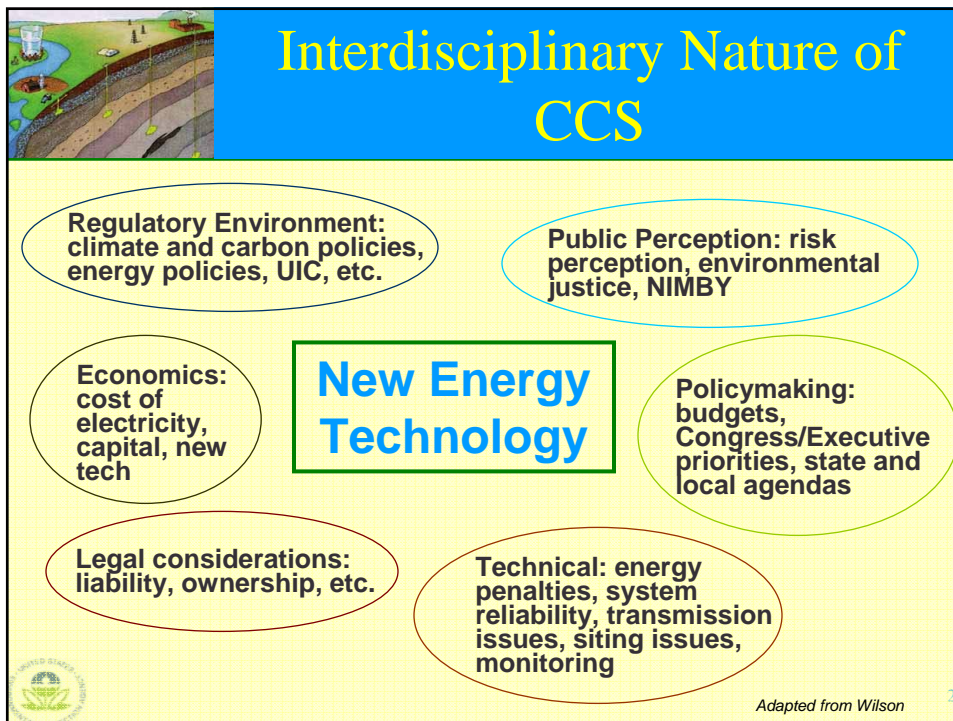 Interdisciplinary Nature of
CCS
Regulatory Environment:
climate and carbon policies,
energy policies, UIC, etc.
Public Perception: risk
perception, environmental
justice, NIMBY
Economics:
cost of
electricity,
capital, new
tech
New Energy
Technology
Policymaking:
budgets,
Congress/Executive
priorities, state and
local agendas
Legal considerations:
liability, ownership, etc.
Technical: energy
penalties, system
reliability, transmission
issues, siting issues,
monitoring
Adapted from Wilson